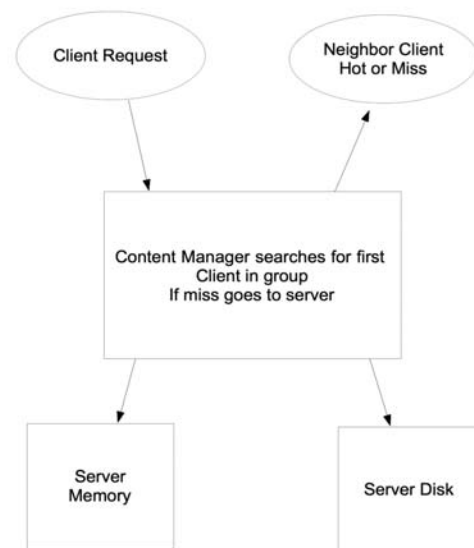 Client Request
Neighbor Client
Hot or Miss
Content Manager searches for first
Client in group
If miss goes to server
Server
Memory
Server Disk